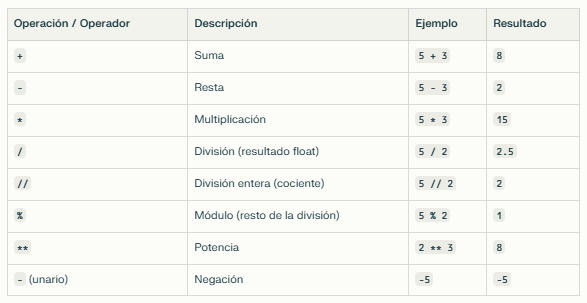 Operación / Operador Descripción Ejemplo Resultado
+ Suma 5 + 3 8
- Resta 5 - 3 2
* Multiplicación 5 * 3 15
/ División (resultado float) 5 / 2 2.5
// División entera (cociente) 5 // 2 2
% Módulo (resto de la división) 5 % 2 1
** Potencia 2 ** 3 8
- (unario) Negación -5 -5